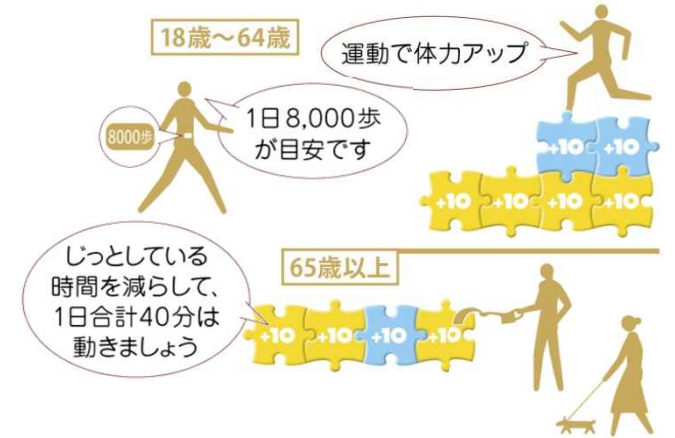 18歳〜64歳
運動で体力アップ
8000歩
1日8,000歩
が目安です
+10 +10
+10 +10 +10 +10
65歳以上
じっとしている
時間を減らして、
1日合計40分は
動きましょう
+10 +10 +10 +10